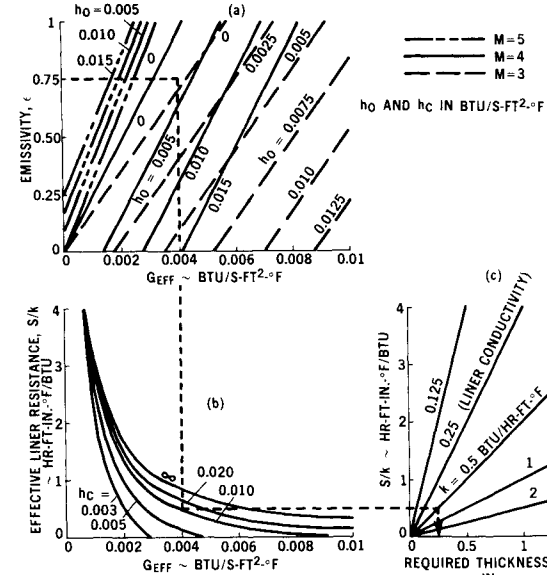 (a)
h₀ = 0.005
0.010
0.015
0
0
0
0.0025
0.005
0.0075
h₀ =
h₀ = 0.005
0.010
0.015
0.010
0.0125
EMISSIVITY, ϵ
1
0.75
0.50
0.25
0
0 0.002 0.004 0.006 0.008 0.01
G_EFF ~ BTU/S-FT²-°F
M = 5
M = 4
M = 3
h₀ AND h_C IN BTU/S-FT²-°F
(b)
EFFECTIVE LINER RESISTANCE, S/k
~ HR-FT-IN.-°F/BTU
4
3
2
1
0
∞
0.020
0.010
h_C =
0.003
0.005
0 0.002 0.004 0.006 0.008 0.01
G_EFF ~ BTU/S-FT²-°F
(c)
S/k ~ HR-FT-IN.-°F/BTU
4
3
2
1
0
0.125
0.25 (LINER CONDUCTIVITY)
k = 0.5 BTU/HR-FT-°F
1
2
0 0.5 1
REQUIRED THICKNESS